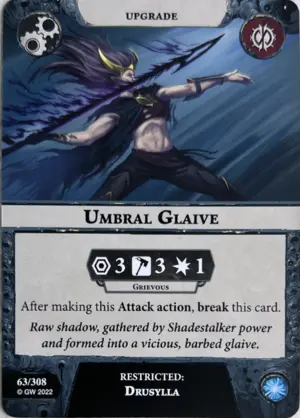 UPGRADE
UMBRAL GLAIVE
3 3 1
GRIEVOUS
After making this Attack action, break this card.
Raw shadow, gathered by Shadestalker power
and formed into a vicious, barbed glaive.
63/308
© GW 2022
RESTRICTED:
DRUSYLLA